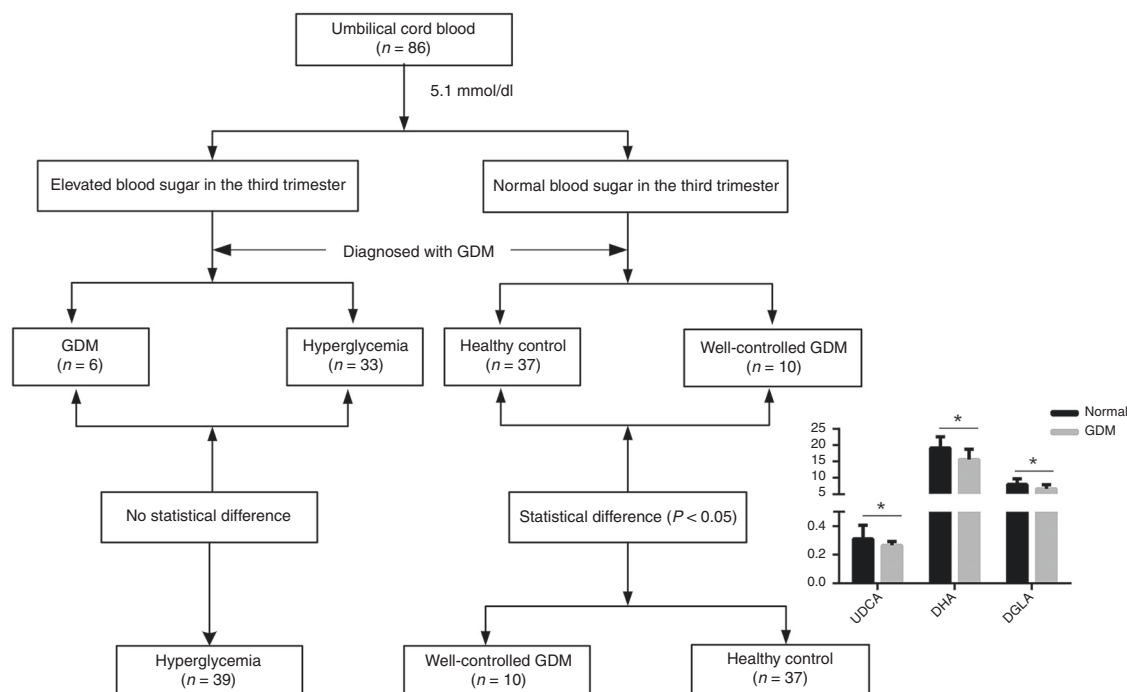 Umbilical cord blood
(n = 86)
5.1 mmol/dl
Elevated blood sugar in the third trimester
Normal blood sugar in the third trimester
Diagnosed with GDM
GDM
(n = 6)
Hyperglycemia
(n = 33)
Healthy control
(n = 37)
Well-controlled GDM
(n = 10)
No statistical difference
Statistical difference (P < 0.05)
Hyperglycemia
(n = 39)
Well-controlled GDM
(n = 10)
Healthy control
(n = 37)
Normal
GDM
25
20
15
10
5
0.4
0.2
0.0
*
*
*
UDCA
DHA
DGLA